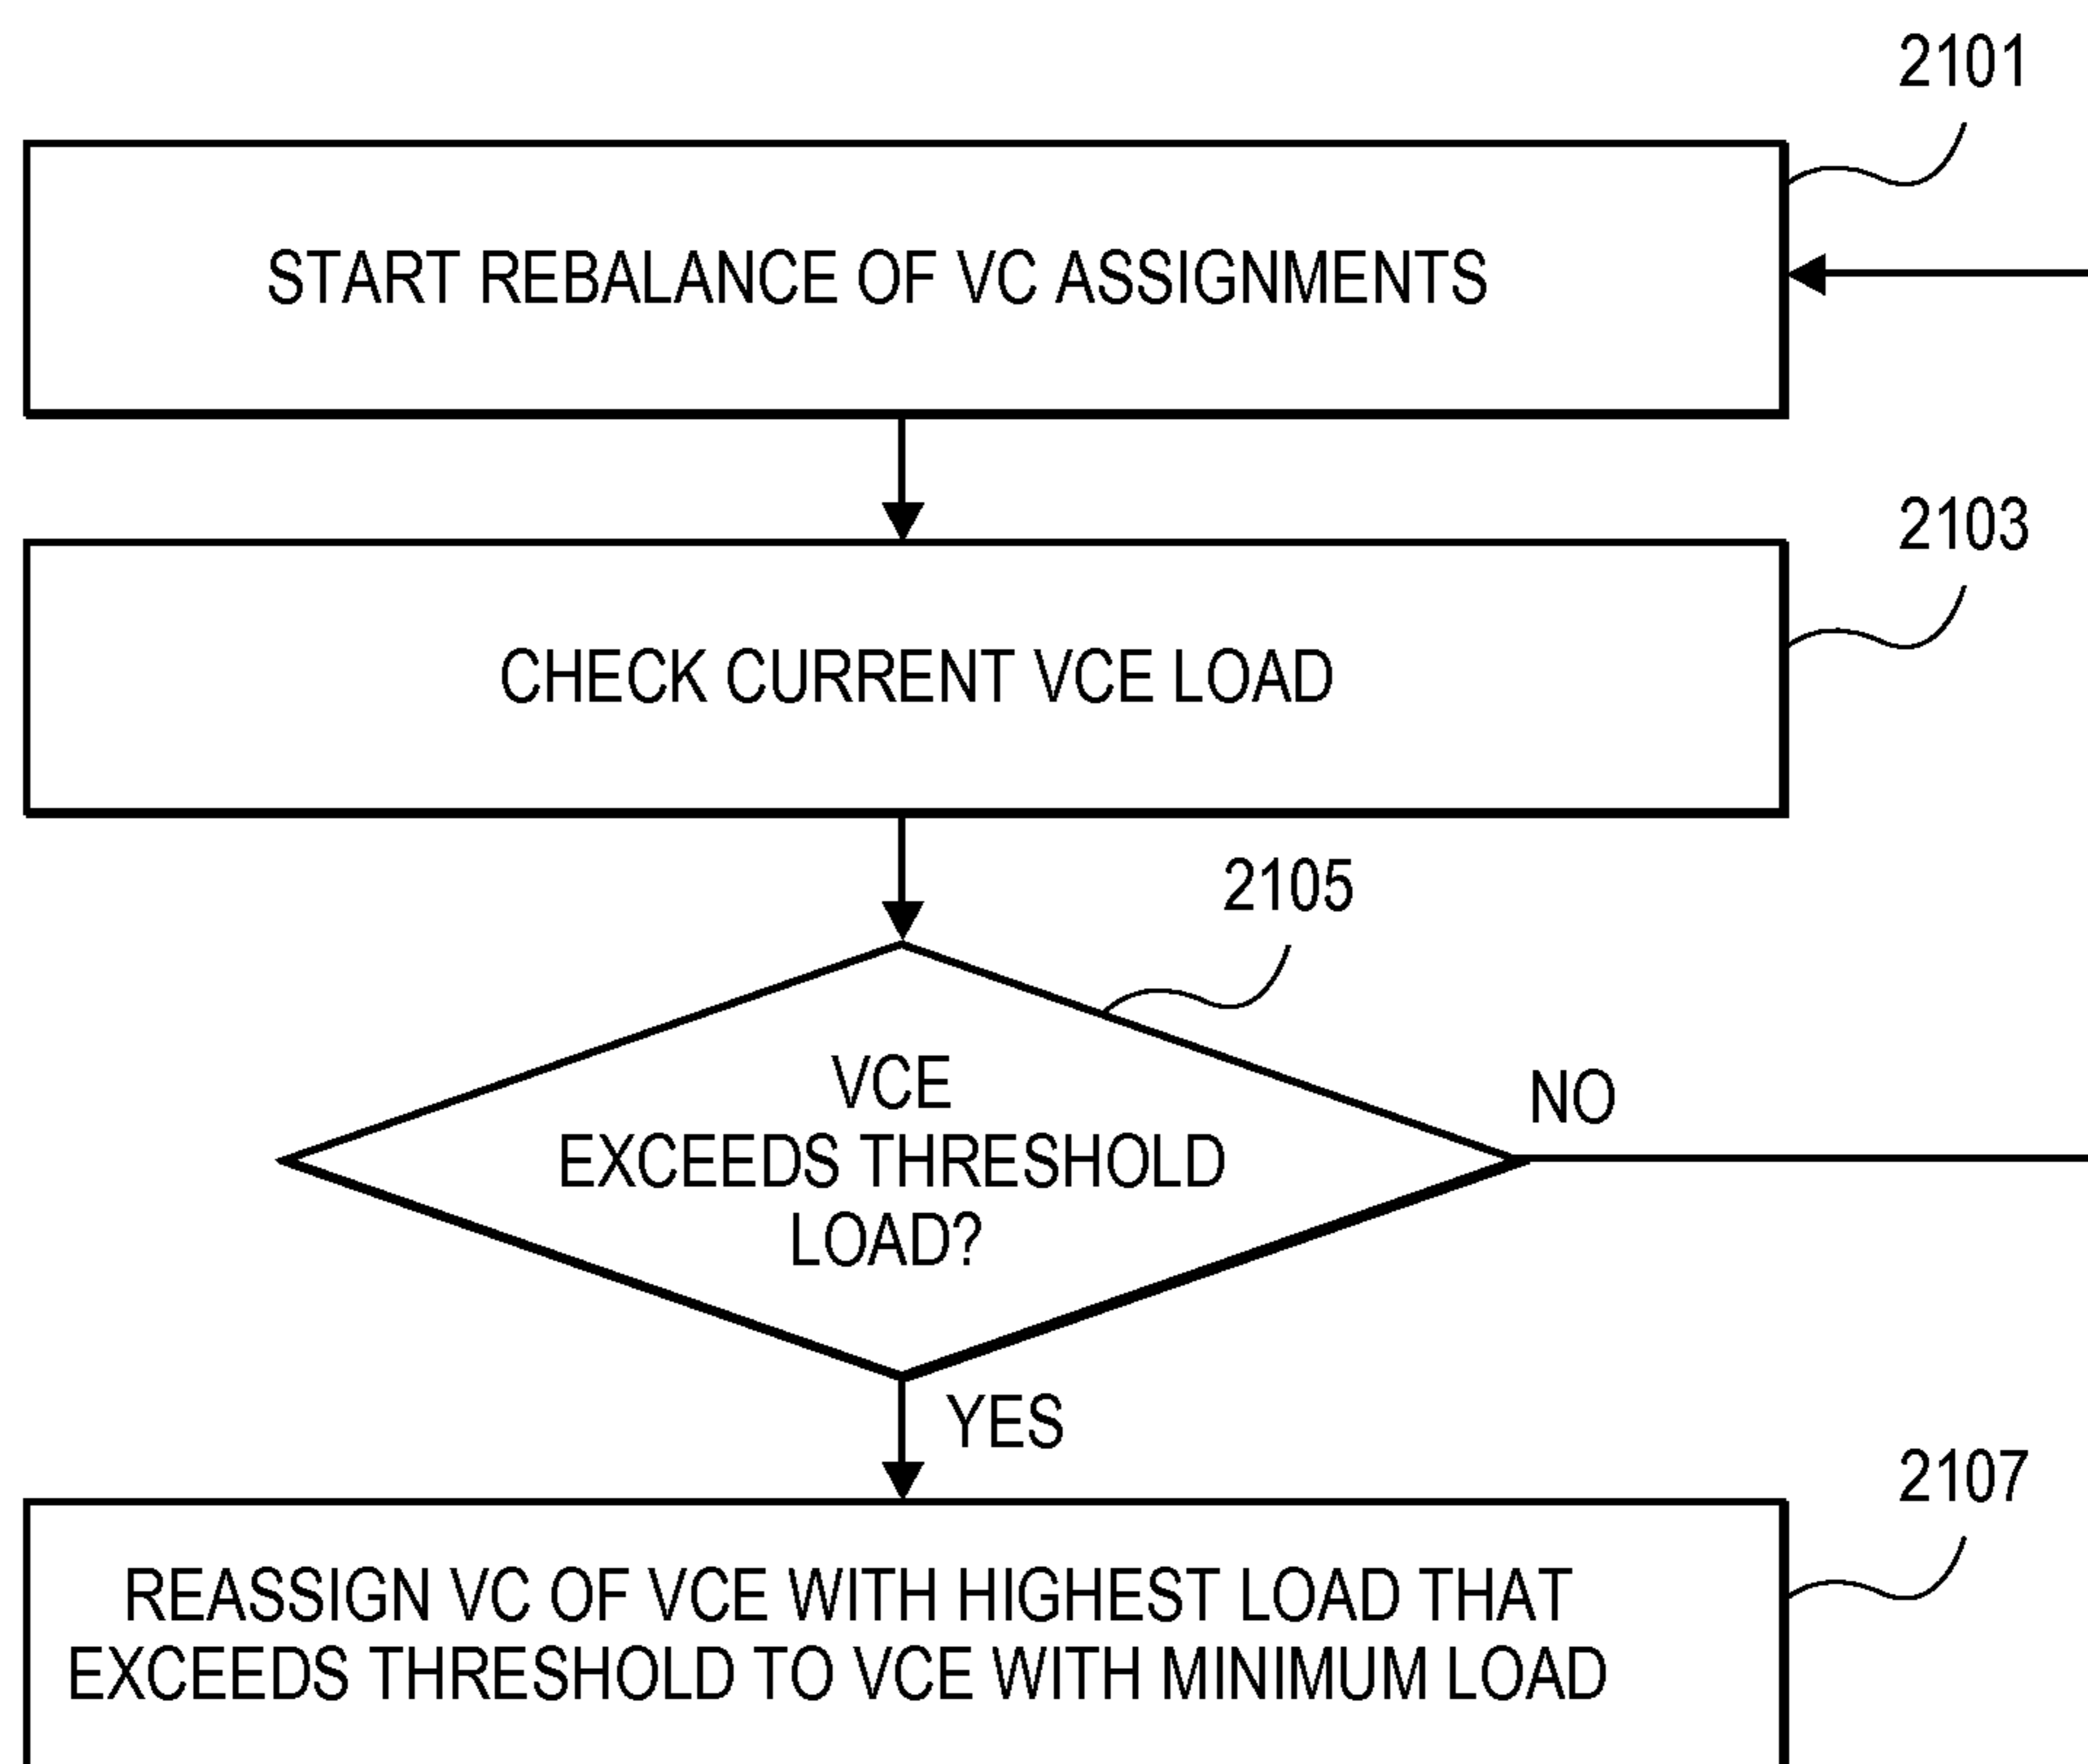 2101
START REBALANCE OF VC ASSIGNMENTS
2103
CHECK CURRENT VCE LOAD
2105
VCE
EXCEEDS THRESHOLD
LOAD?
NO
YES
2107
REASSIGN VC OF VCE WITH HIGHEST LOAD THAT
EXCEEDS THRESHOLD TO VCE WITH MINIMUM LOAD